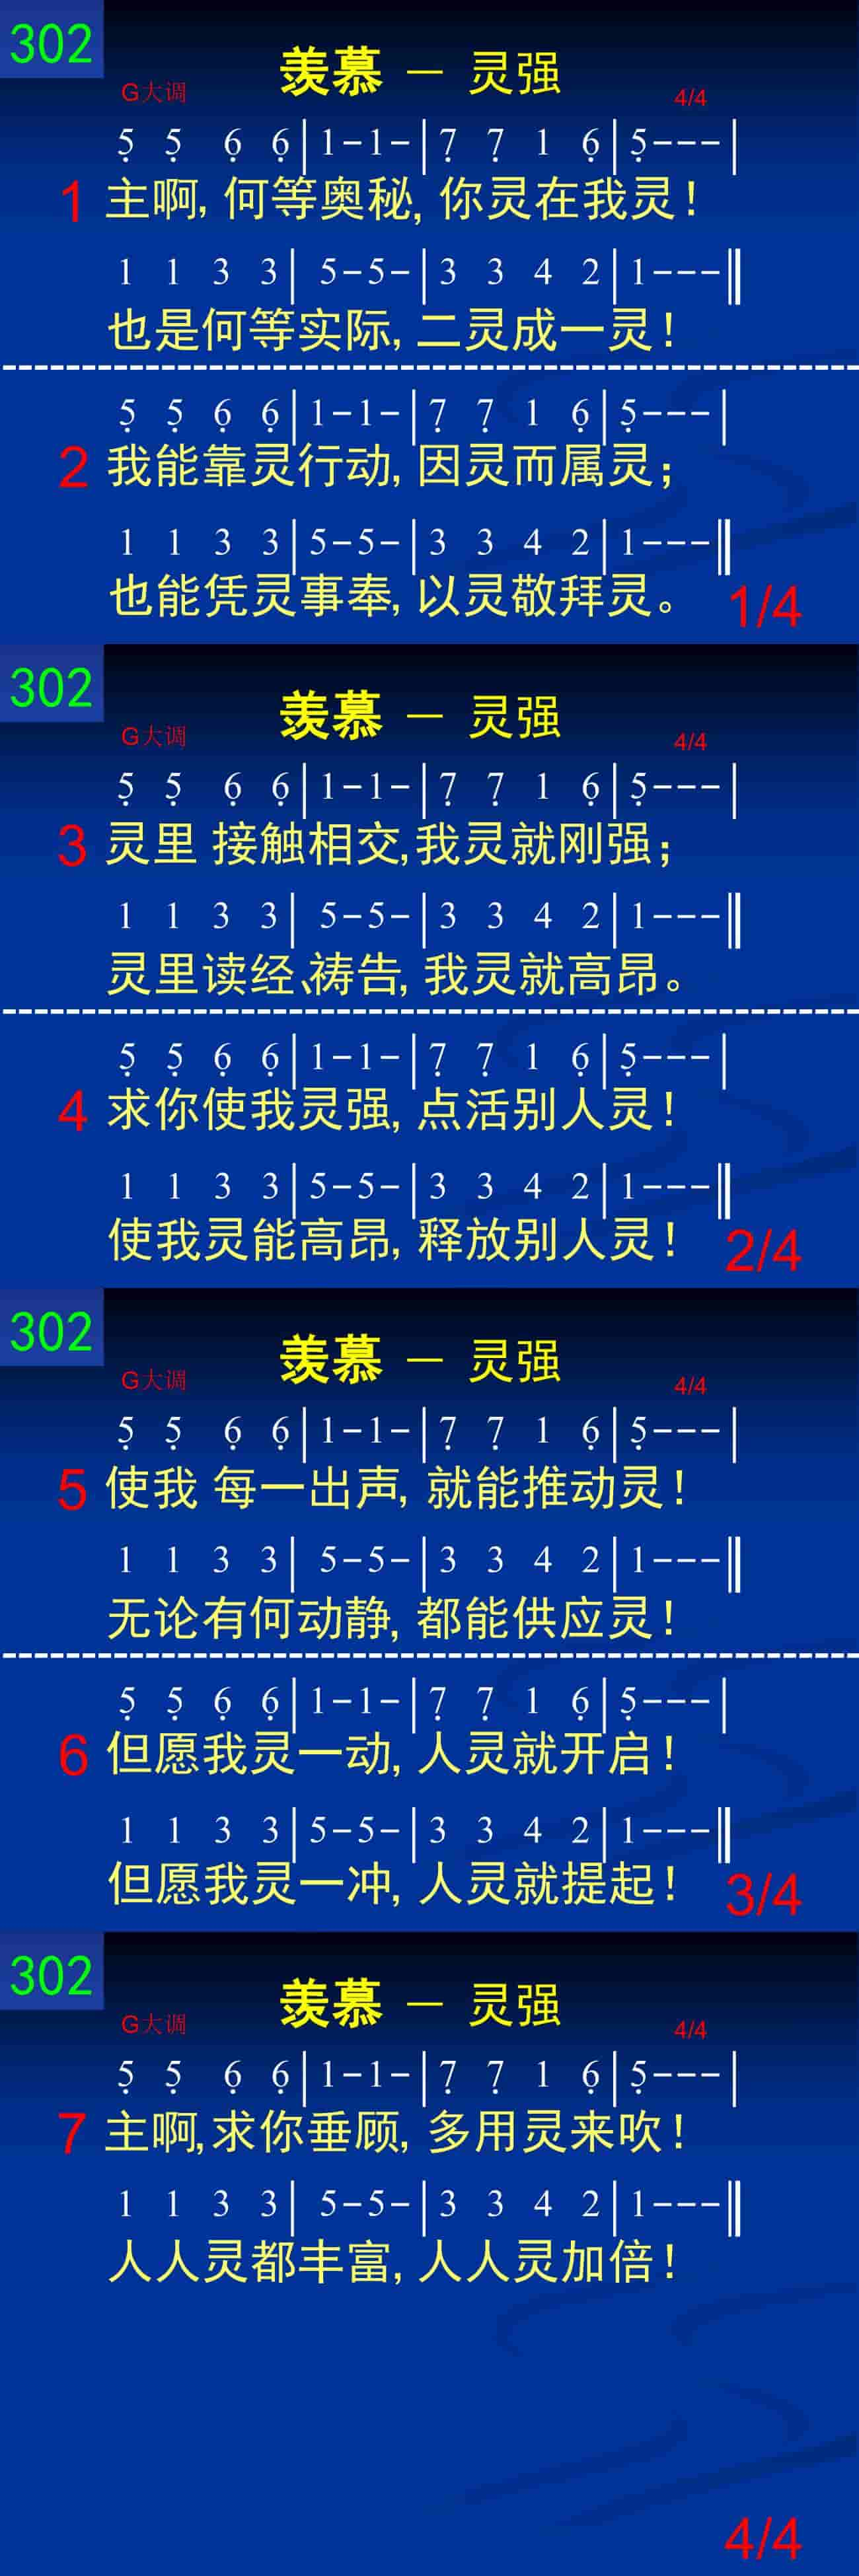 302
羡慕 — 灵强
G大调 4/4
5̣ 5̣ 6̣ 6̣|1-1-|7̣ 7̣ 1 6̣|5̣---|
1 主啊, 何等奥秘, 你灵在我灵!
1 1 3 3|5-5-|3 3 4 2|1---‖
也是何等实际, 二灵成一灵!
5̣ 5̣ 6̣ 6̣|1-1-|7̣ 7̣ 1 6̣|5̣---|
2 我能靠灵行动, 因灵而属灵;
1 1 3 3|5-5-|3 3 4 2|1---‖
也能凭灵事奉, 以灵敬拜灵。
1/4
302
羡慕 — 灵强
G大调 4/4
5̣ 5̣ 6̣ 6̣|1-1-|7̣ 7̣ 1 6̣|5̣---|
3 灵里 接触相交,我灵就刚强;
1 1 3 3|5-5-|3 3 4 2|1---‖
灵里读经、祷告, 我灵就高昂。
5̣ 5̣ 6̣ 6̣|1-1-|7̣ 7̣ 1 6̣|5̣---|
4 求你使我灵强, 点活别人灵!
1 1 3 3|5-5-|3 3 4 2|1---‖
使我灵能高昂, 释放别人灵!
2/4
302
羡慕 — 灵强
G大调 4/4
5̣ 5̣ 6̣ 6̣|1-1-|7̣ 7̣ 1 6̣|5̣---|
5 使我 每一出声, 就能推动灵!
1 1 3 3|5-5-|3 3 4 2|1---‖
无论有何动静, 都能供应灵!
5̣ 5̣ 6̣ 6̣|1-1-|7̣ 7̣ 1 6̣|5̣---|
6 但愿我灵一动, 人灵就开启!
1 1 3 3|5-5-|3 3 4 2|1---‖
但愿我灵一冲, 人灵就提起!
3/4
302
羡慕 — 灵强
G大调 4/4
5̣ 5̣ 6̣ 6̣|1-1-|7̣ 7̣ 1 6̣|5̣---|
7 主啊,求你垂顾, 多用灵来吹!
1 1 3 3|5-5-|3 3 4 2|1---‖
人人灵都丰富, 人人灵加倍!
4/4